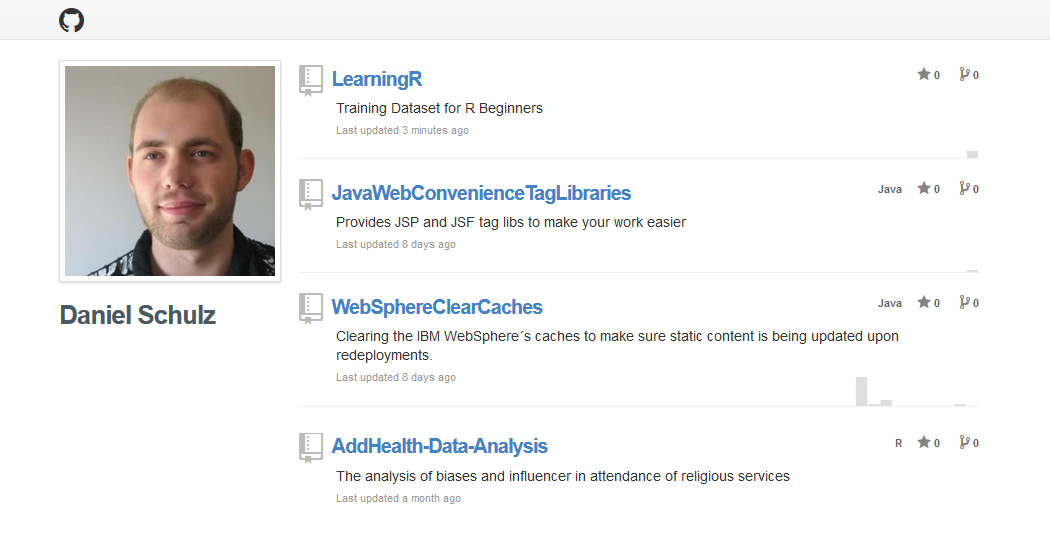 LearningR
0 0
Training Dataset for R Beginners
Last updated 3 minutes ago
JavaWebConvenienceTagLibraries
Java 0 0
Provides JSP and JSF tag libs to make your work easier
Last updated 8 days ago
Daniel Schulz
WebSphereClearCaches
Java 0 0
Clearing the IBM WebSphere´s caches to make sure static content is being updated upon
redeployments.
Last updated 8 days ago
AddHealth-Data-Analysis
R 0 0
The analysis of biases and influencer in attendance of religious services
Last updated a month ago